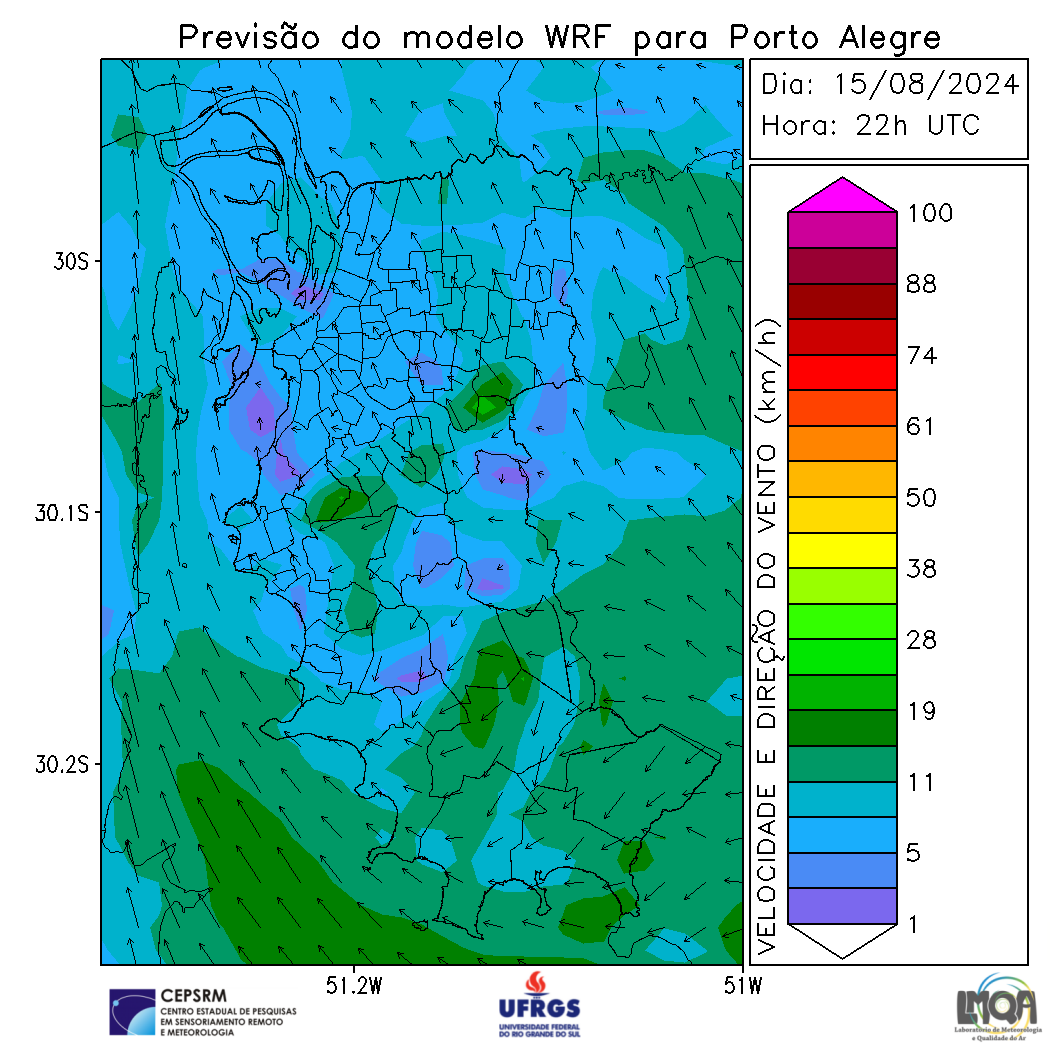 Previsão do modelo WRF para Porto Alegre
Dia: 15/08/2024
Hora: 22h UTC
30S
30.1S
30.2S
51.2W
51W
VELOCIDADE E DIREÇÃO DO VENTO (km/h)
100
88
74
61
50
38
28
19
11
5
1
CEPSRM
CENTRO ESTADUAL DE PESQUISAS
EM SENSORIAMENTO REMOTO
E METEOROLOGIA
UFRGS
UNIVERSIDADE FEDERAL
DO RIO GRANDE DO SUL
LMQA
Laboratório de Meteorologia
e Qualidade do Ar